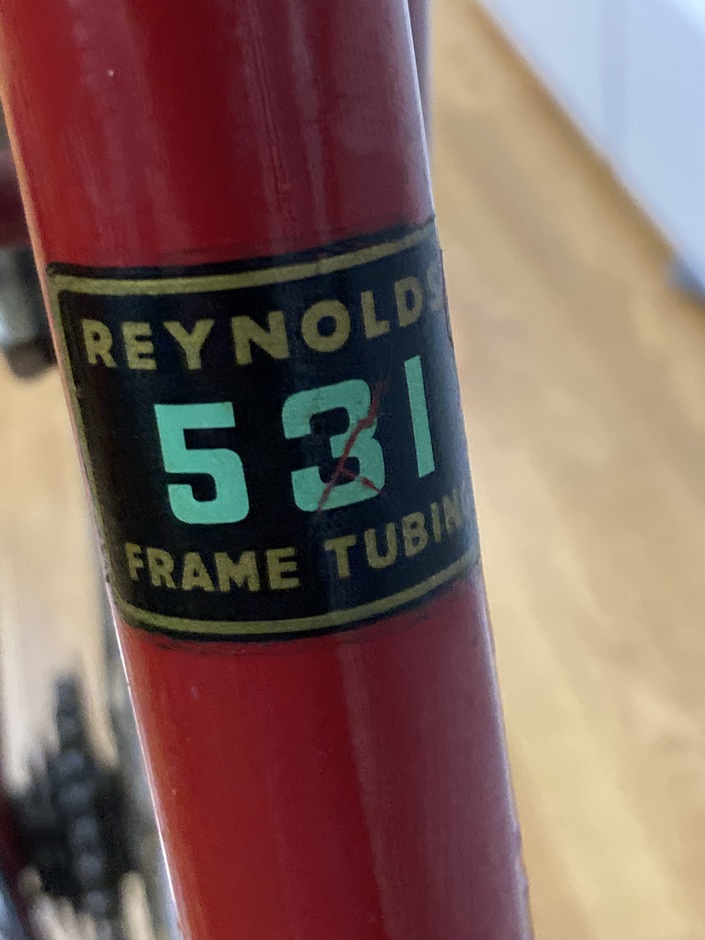 REYNOLDS
531
FRAME TUBING